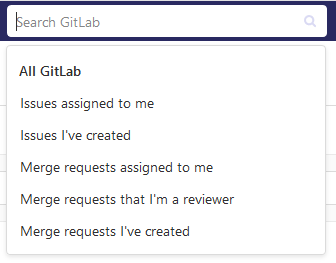 Search GitLab
All GitLab
Issues assigned to me
Issues I've created
Merge requests assigned to me
Merge requests that I'm a reviewer
Merge requests I've created